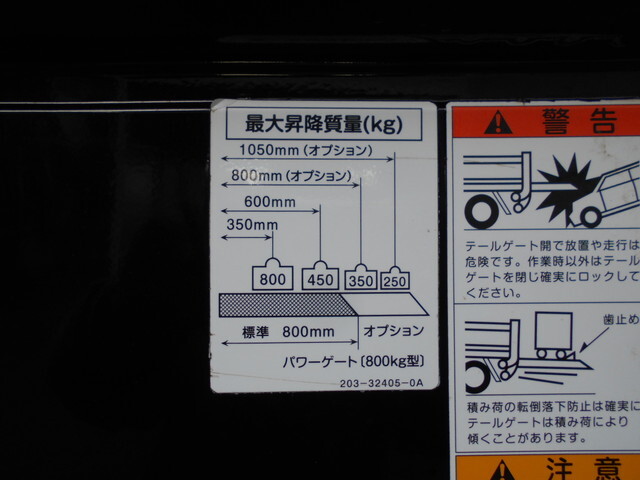 最大昇降質量(kg)
1050mm(オプション)
800mm(オプション)
600mm
350mm
800 450 350 250
標準 800mm オプション
パワーゲート〔800kg型〕
203-32405-0A
警告
テールゲート開で放置や走行は
危険です。作業時以外はテール
ゲートを閉じ確実にロックして
ください。
歯止め
積み荷の転倒落下防止は確実に
テールゲートは積み荷により
傾くことがあります。
注意